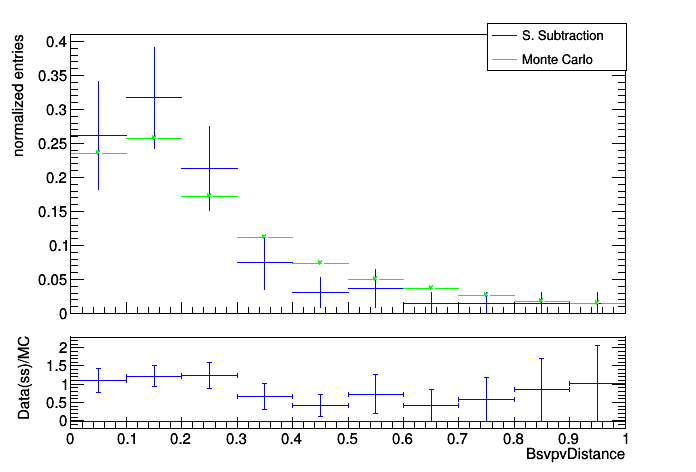 S. Subtraction
Monte Carlo
normalized entries
0.4
0.35
0.3
0.25
0.2
0.15
0.1
0.05
0
Data(ss)/MC
2
1.5
1
0.5
0
0 0.1 0.2 0.3 0.4 0.5 0.6 0.7 0.8 0.9 1
BsvpvDistance